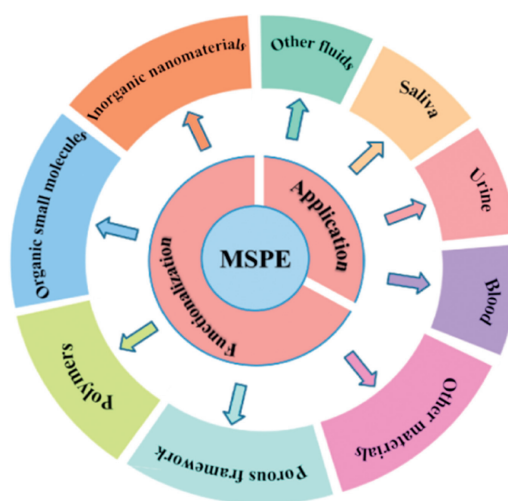 MSPE
Application
Functionalization
Other fluids
Saliva
Urine
Blood
Other materials
Porous framework
Polymers
Organic small molecules
Inorganic nanomaterials